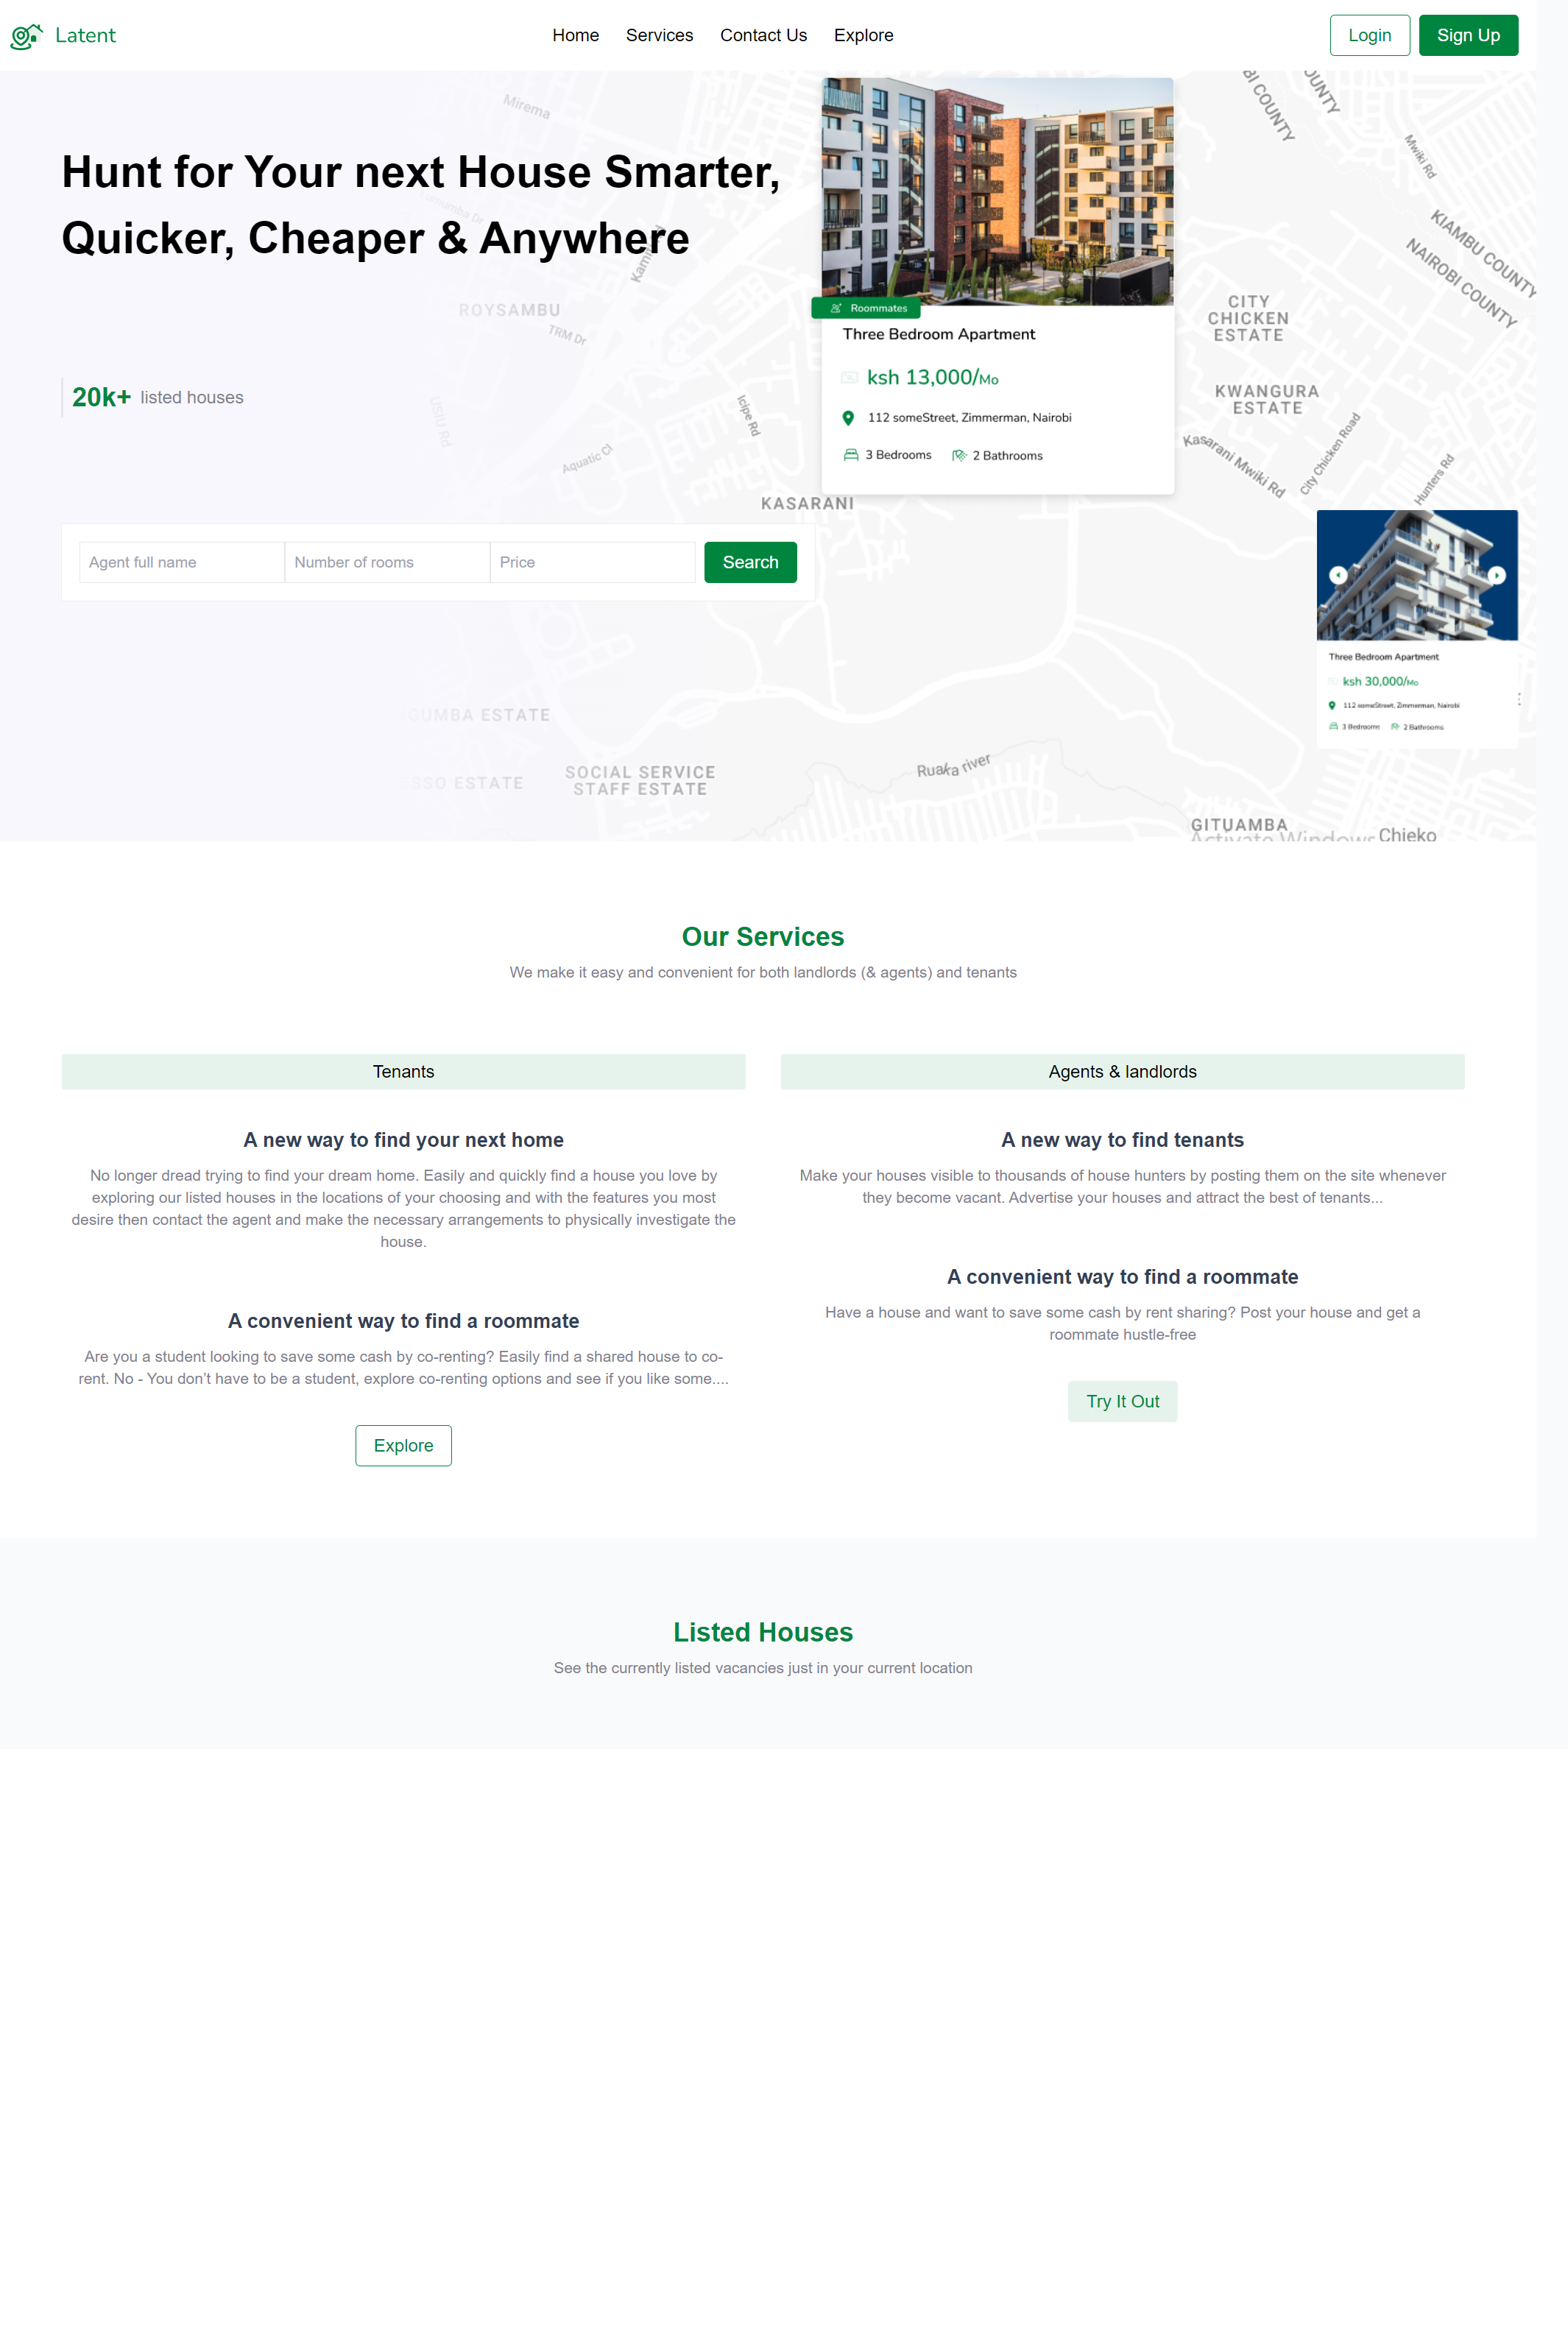 Latent
Home
Services
Contact Us
Explore
Login
Sign Up
Mirema
Mwiki Rd
KIAMBU COUNTY
NAIROBI COUNTY
Hunt for Your next House Smarter,
Quicker, Cheaper & Anywhere
ROYSAMBU
TRM Dr
CITY
CHICKEN
ESTATE
KWANGURA
ESTATE
Roommates
Three Bedroom Apartment
ksh 13,000/Mo
112 someStreet, Zimmerman, Nairobi
3 Bedrooms
2 Bathrooms
20k+ listed houses
USIU Rd
Icipe Rd
Aquatic Cl
Kasarani Mwiki Rd
City Chicken Road
Hunters Rd
KASARANI
Agent full name
Number of rooms
Price
Search
Three Bedroom Apartment
ksh 30,000/Mo
112 someStreet, Zimmerman, Nairobi
3 Bedrooms
2 Bathrooms
GUMBA ESTATE
SSO ESTATE
SOCIAL SERVICE
STAFF ESTATE
Ruaka river
GITUAMBA
Activate Windows
Chieko
Our Services
We make it easy and convenient for both landlords (& agents) and tenants
Tenants
A new way to find your next home
No longer dread trying to find your dream home. Easily and quickly find a house you love by
exploring our listed houses in the locations of your choosing and with the features you most
desire then contact the agent and make the necessary arrangements to physically investigate the
house.
A convenient way to find a roommate
Are you a student looking to save some cash by co-renting? Easily find a shared house to co-
rent. No - You don’t have to be a student, explore co-renting options and see if you like some....
Explore
Agents & landlords
A new way to find tenants
Make your houses visible to thousands of house hunters by posting them on the site whenever
they become vacant. Advertise your houses and attract the best of tenants...
A convenient way to find a roommate
Have a house and want to save some cash by rent sharing? Post your house and get a
roommate hustle-free
Try It Out
Listed Houses
See the currently listed vacancies just in your current location